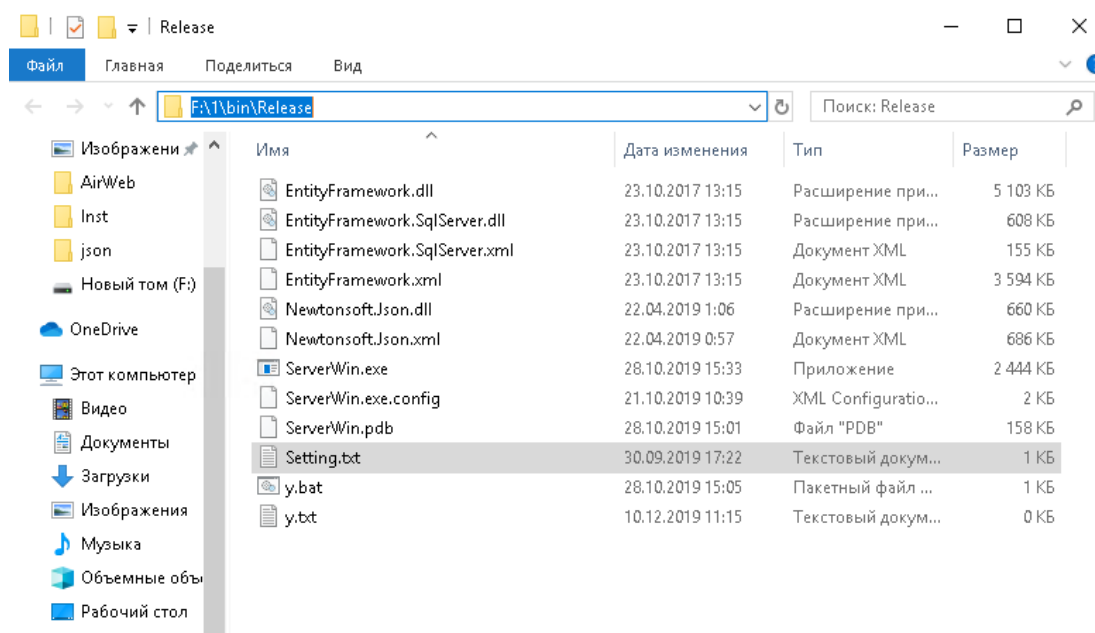 Release
Файл Главная Поделиться Вид
F:\1\bin\Release Поиск: Release
Изображени
AirWeb
Inst
json
Новый том (F:)
OneDrive
Этот компьютер
Видео
Документы
Загрузки
Изображения
Музыка
Объемные объ
Рабочий стол
Имя Дата изменения Тип Размер
EntityFramework.dll 23.10.2017 13:15 Расширение при... 5 103 КБ
EntityFramework.SqlServer.dll 23.10.2017 13:15 Расширение при... 608 КБ
EntityFramework.SqlServer.xml 23.10.2017 13:15 Документ XML 155 КБ
EntityFramework.xml 23.10.2017 13:15 Документ XML 3 594 КБ
Newtonsoft.Json.dll 22.04.2019 1:06 Расширение при... 660 КБ
Newtonsoft.Json.xml 22.04.2019 0:57 Документ XML 686 КБ
ServerWin.exe 28.10.2019 15:33 Приложение 2 444 КБ
ServerWin.exe.config 21.10.2019 10:39 XML Configuratio... 2 КБ
ServerWin.pdb 28.10.2019 15:01 Файл "PDB" 158 КБ
Setting.txt 30.09.2019 17:22 Текстовый докум... 1 КБ
y.bat 28.10.2019 15:05 Пакетный файл ... 1 КБ
y.txt 10.12.2019 11:15 Текстовый докум... 0 КБ